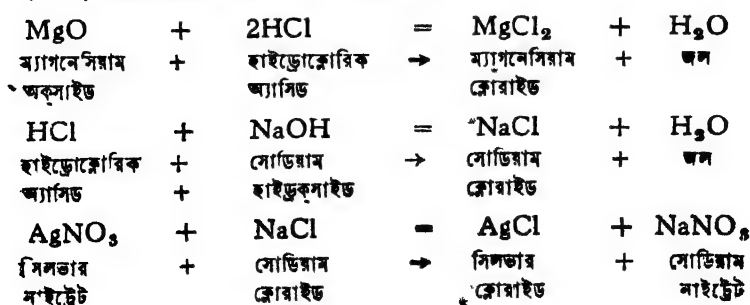 MgO + 2HCl = MgCl₂ + H₂O
ম্যাগনেসিয়াম + হাইড্রোক্লোরিক → ম্যাগনেসিয়াম + জল
অক্সাইড অ্যাসিড ক্লোরাইড
HCl + NaOH = NaCl + H₂O
হাইড্রোক্লোরিক + সোডিয়াম → সোডিয়াম + জল
অ্যাসিড + হাইড্রক্সাইড ক্লোরাইড
AgNO₃ + NaCl = AgCl + NaNO₃
সিলভার + সোডিয়াম → সিলভার + সোডিয়াম
নাইট্রেট ক্লোরাইড ক্লোরাইড নাইট্রেট